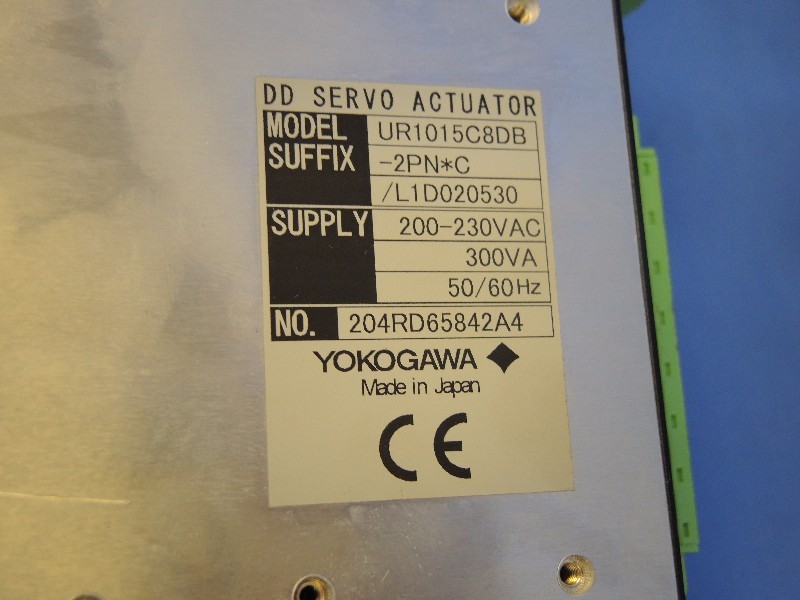 DD SERVO ACTUATOR
MODEL UR1015C8DB
SUFFIX -2PN*C
/L1D020530
SUPPLY 200-230VAC
300VA
50/60Hz
NO. 204RD65842A4
YOKOGAWA
Made in Japan
CE